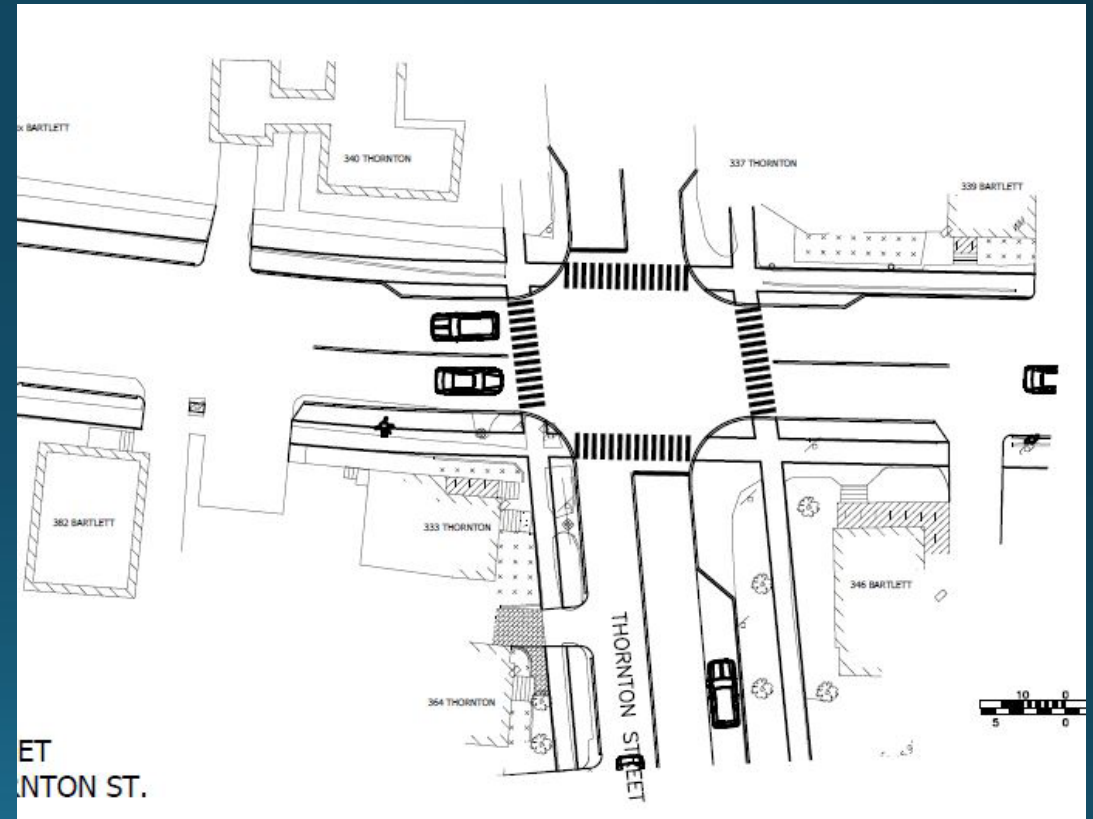 x BARTLETT
340 THORNTON
337 THORNTON
339 BARTLETT
382 BARTLETT
333 THORNTON
346 BARTLETT
364 THORNTON
THORNTON STREET
10 0
5 0
ET
RNTON ST.